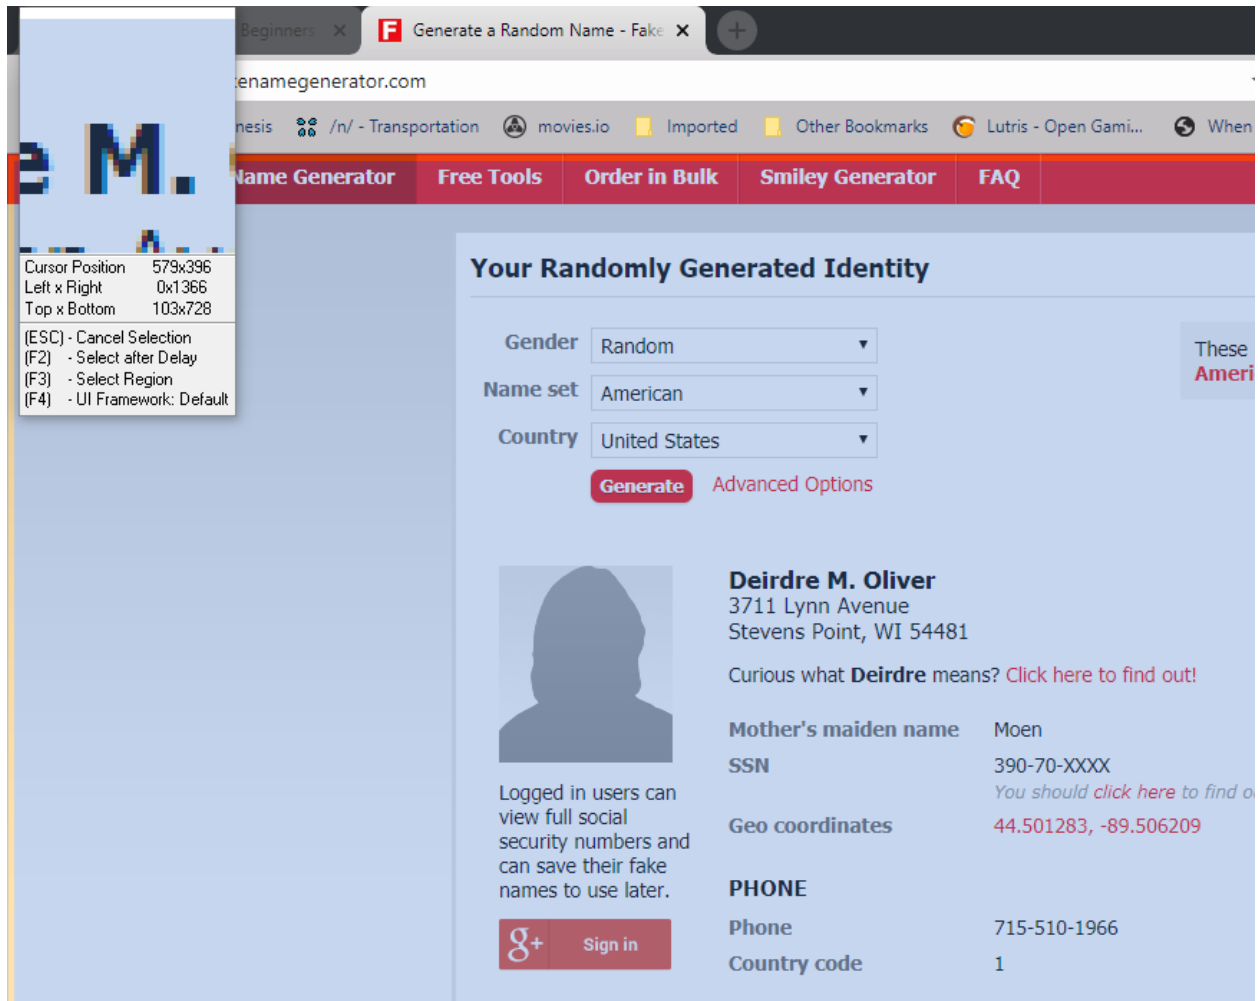 Beginners
Generate a Random Name - Fake
enamegenerator.com
nesis /n/ - Transportation movies.io Imported Other Bookmarks Lutris - Open Gami... When
Name Generator Free Tools Order in Bulk Smiley Generator FAQ
e M.
Cursor Position 579x396
Left x Right 0x1366
Top x Bottom 103x728
(ESC) - Cancel Selection
(F2) - Select after Delay
(F3) - Select Region
(F4) - UI Framework: Default
Your Randomly Generated Identity
Gender Random
Name set American
Country United States
Generate Advanced Options
These
Ameri
Deirdre M. Oliver
3711 Lynn Avenue
Stevens Point, WI 54481
Curious what Deirdre means? Click here to find out!
Mother's maiden name Moen
SSN 390-70-XXXX
You should click here to find o
Geo coordinates 44.501283, -89.506209
Logged in users can
view full social
security numbers and
can save their fake
names to use later.
g+ Sign in
PHONE
Phone 715-510-1966
Country code 1